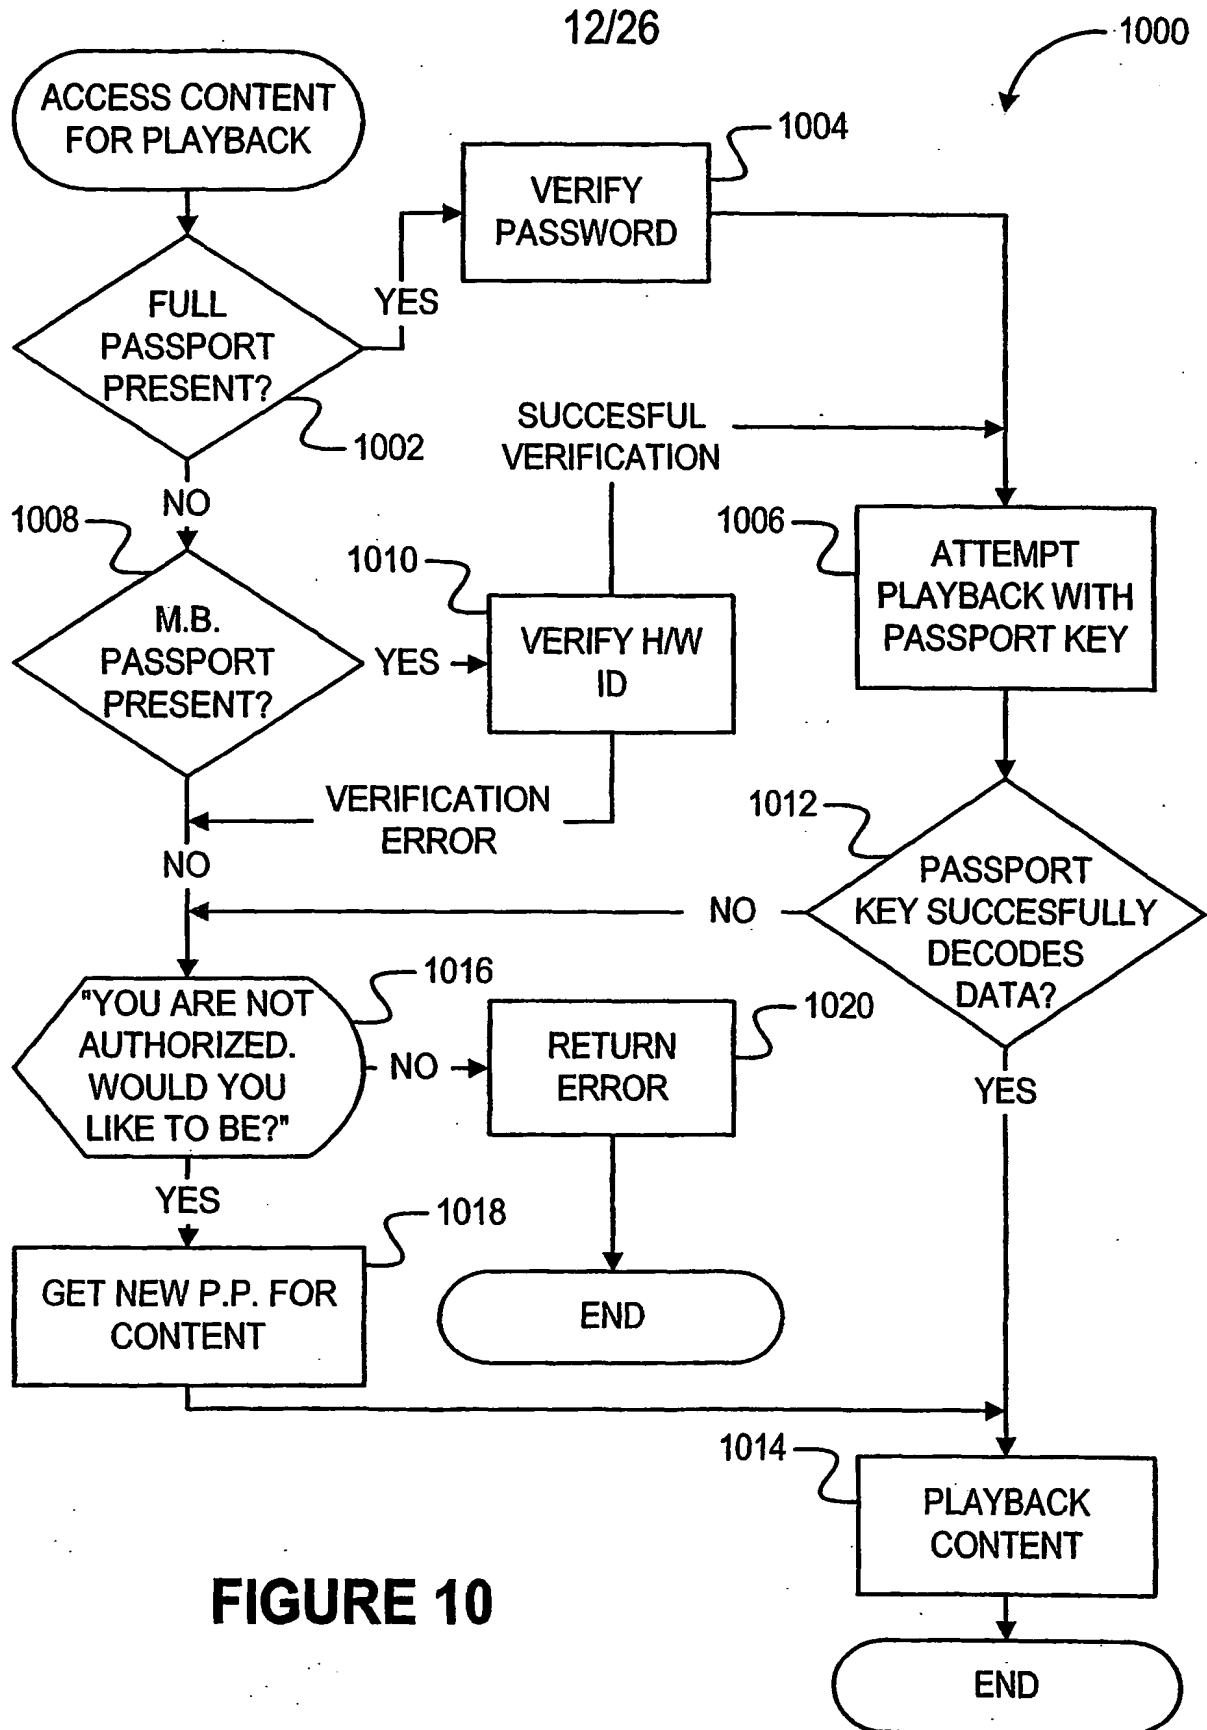 12/26
1000
ACCESS CONTENT
FOR PLAYBACK
1004
VERIFY
PASSWORD
YES
FULL
PASSPORT
PRESENT?
1002
SUCCESFUL
VERIFICATION
NO
1008
1010
1006
ATTEMPT
PLAYBACK WITH
PASSPORT KEY
M.B.
PASSPORT
PRESENT?
YES
VERIFY H/W
ID
VERIFICATION
ERROR
NO
1012
PASSPORT
KEY SUCCESFULLY
DECODES
DATA?
NO
1016
"YOU ARE NOT
AUTHORIZED.
WOULD YOU
LIKE TO BE?"
NO
1020
RETURN
ERROR
YES
YES
1018
GET NEW P.P. FOR
CONTENT
END
1014
PLAYBACK
CONTENT
FIGURE 10
END